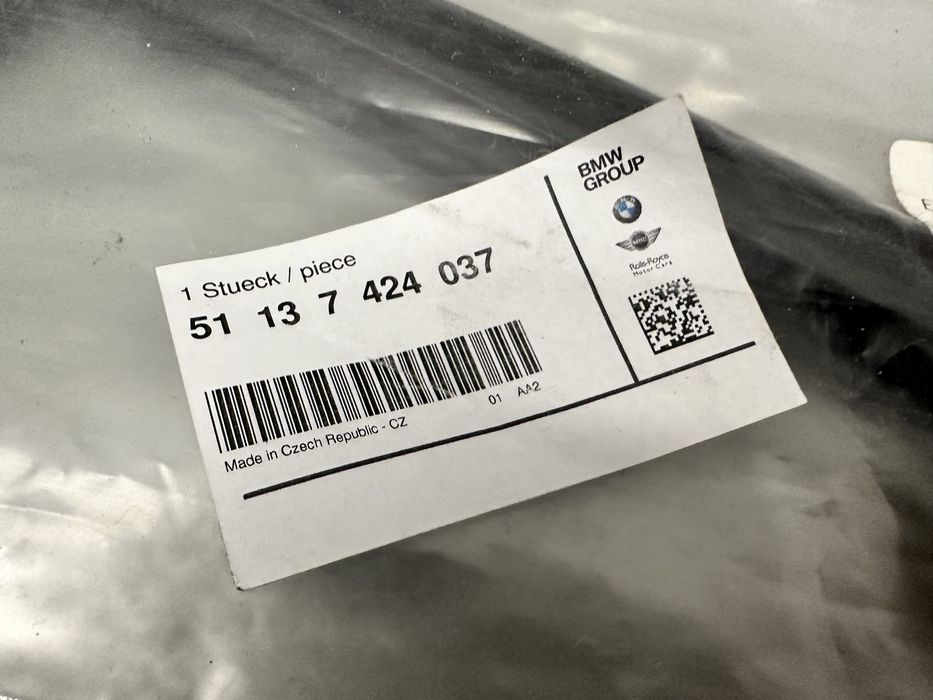 1 Stueck / piece
51 13 7 424 037
01 AA2
Made in Czech Republic - CZ
BMW
GROUP
MINI
Rolls-Royce
Motor Cars
E